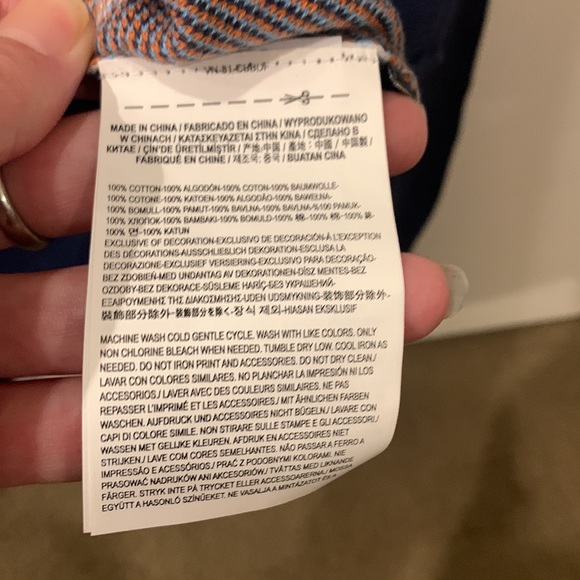 MADE IN CHINA / FABRICADO EN CHINA / WYPRODUKOWANO
W CHINACH / ΚΑΤΑΣΚΕΥΑΖΕΤΑΙ ΣΤΗΝ ΚΙΝΑ / СДЕЛАНО В
КИТАЕ / ÇIN'DE ÜRETİLMİŞTİR / 产地:中国 / 產地:中國 / 中国製 /
FABRIQUÉ EN CHINE / 제조국: 중국 / BUATAN CINA
100% COTTON-100% ALGODÓN-100% COTON-100% BAUMWOLLE-
100% COTONE-100% KATOEN-100% ALGODÃO-100% BAWEŁNA-
100% BOMULL-100% PAMUT-100% BAVLNA-100% BAVLNA-%100 PAMUK-
100% ХЛОПОК-100% ΒΑΜΒΑΚΙ-100% BOMULD-100% 棉-100% 棉-100% 綿-
100% 면-100% KATUN
EXCLUSIVE OF DECORATION-EXCLUSIVO DE DECORACIÓN-À L'EXCEPTION
DES DÉCORATIONS-AUSSCHLIESLICH DEKORATION-ESCLUSA LA
DECORAZIONE-EXCLUSIEF VERSIERING-EXCLUSIVO PARA DECORAÇÃO-
BEZ ZDOBIEŃ-MED UNDANTAG AV DEKORATIONEN-DÍSZ MENTES-BEZ
OZDOBY-BEZ DEKORACE-SÜSLEME HARİÇ-БЕЗ УКРАШЕНИЙ-
ΕΞΑΙΡΟΥΜΕΝΗΣ ΤΗΣ ΔΙΑΚΟΣΜΗΣΗΣ-UDEN UDSMYKNING-装饰部分除外-
裝飾部分除外-装飾部分を除く-장식 제외-HIASAN EKSKLUSIF
MACHINE WASH COLD GENTLE CYCLE. WASH WITH LIKE COLORS. ONLY
NON CHLORINE BLEACH WHEN NEEDED. TUMBLE DRY LOW. COOL IRON AS
NEEDED. DO NOT IRON PRINT AND ACCESSORIES. DO NOT DRY CLEAN./
LAVAR CON COLORES SIMILARES. NO PLANCHAR LA IMPRESIÓN NI LOS
ACCESORIOS./ LAVER AVEC DES COULEURS SIMILAIRES. NE PAS
REPASSER L'IMPRIMÉ ET LES ACCESSOIRES./ MIT ÄHNLICHEN FARBEN
WASCHEN. AUFDRUCK UND ACCESSOIRES NICHT BÜGELN./ LAVARE CON
CAPI DI COLORE SIMILE. NON STIRARE SULLE STAMPE E GLI ACCESSORI./
WASSEN MET GELIJKE KLEUREN. AFDRUK EN ACCESSOIRES NIET
STRIJKEN./ LAVE COM CORES SEMELHANTES. NÃO PASSAR A FERRO A
IMPRESSÃO E ACESSÓRIOS./ PRAĆ Z PODOBNYMI KOLORAMI. NIE
PRASOWAĆ NADRUKÓW ANI AKCESORIÓW./ TVÄTTAS MED LIKNANDE
FÄRGER. STRYK INTE PÅ TRYCKET ELLER ACCESSOARERNA./ MOSSA
EGYÜTT A HASONLÓ SZÍNŰEKET. NE VASALJA A MINTÁZATOT ÉS A